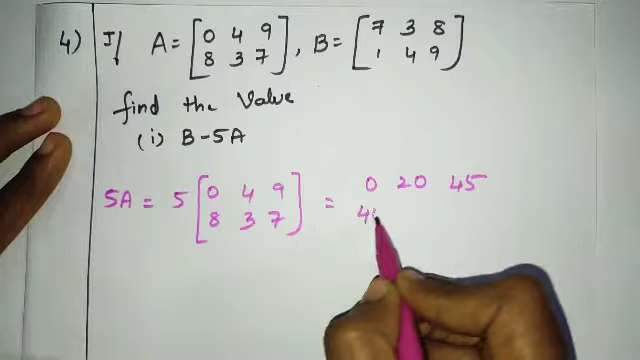 4) If A = [0 4 9 8 3 7], B = [7 3 8 1 4 9]
find the Value
(i) B-5A
5A = 5 [0 4 9 8 3 7] = 0 20 45 4